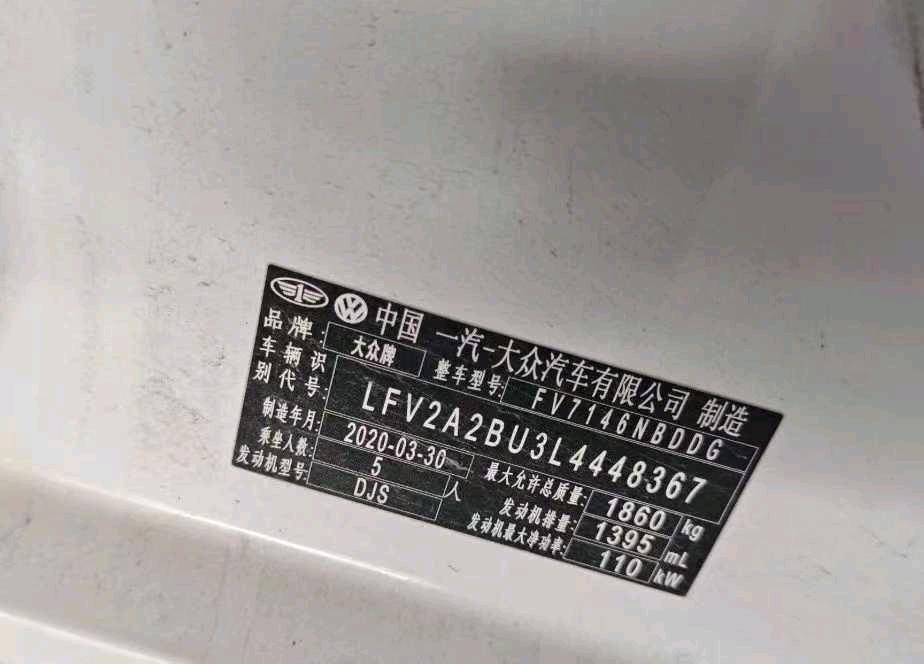 中国 一汽-大众汽车有限公司 制造
品牌: 大众牌 整车型号: FV7146NBDDG
车辆识别代号: LFV2A2BU3L4448367
制造年月: 2020-03-30 最大允许总质量: 1860 kg
乘坐人数: 5 人 发动机排量: 1395 mL
发动机型号: DJS 发动机最大净功率: 110 kW